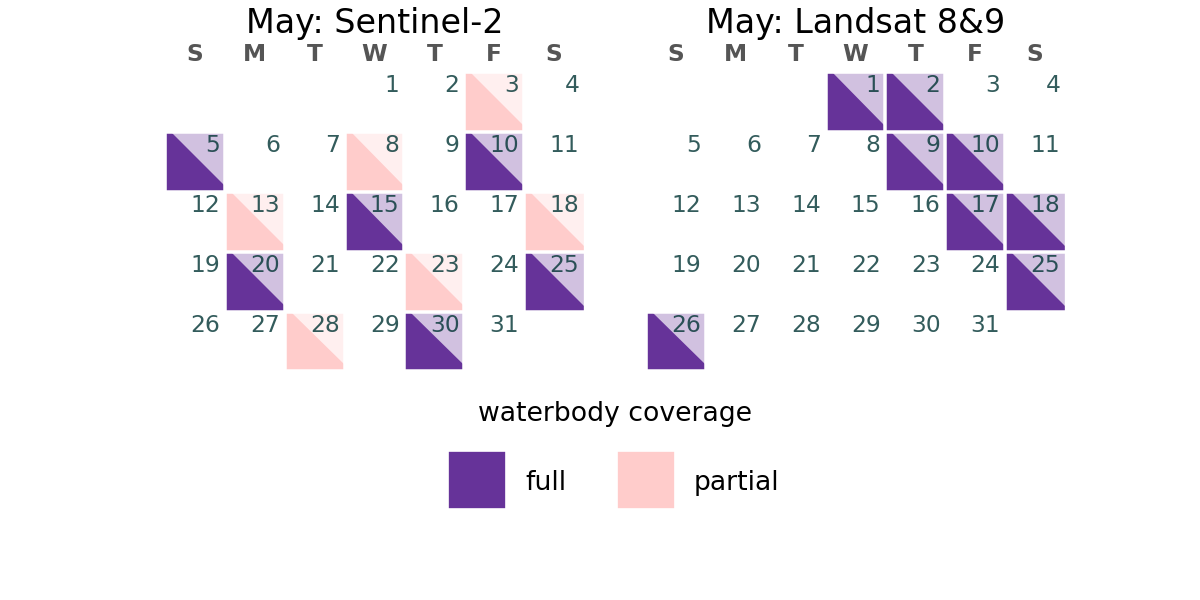 May: Sentinel-2
S M T W T F S
1 2 3 4
5 6 7 8 9 10 11
12 13 14 15 16 17 18
19 20 21 22 23 24 25
26 27 28 29 30 31
May: Landsat 8&9
S M T W T F S
1 2 3 4
5 6 7 8 9 10 11
12 13 14 15 16 17 18
19 20 21 22 23 24 25
26 27 28 29 30 31
waterbody coverage
full
partial